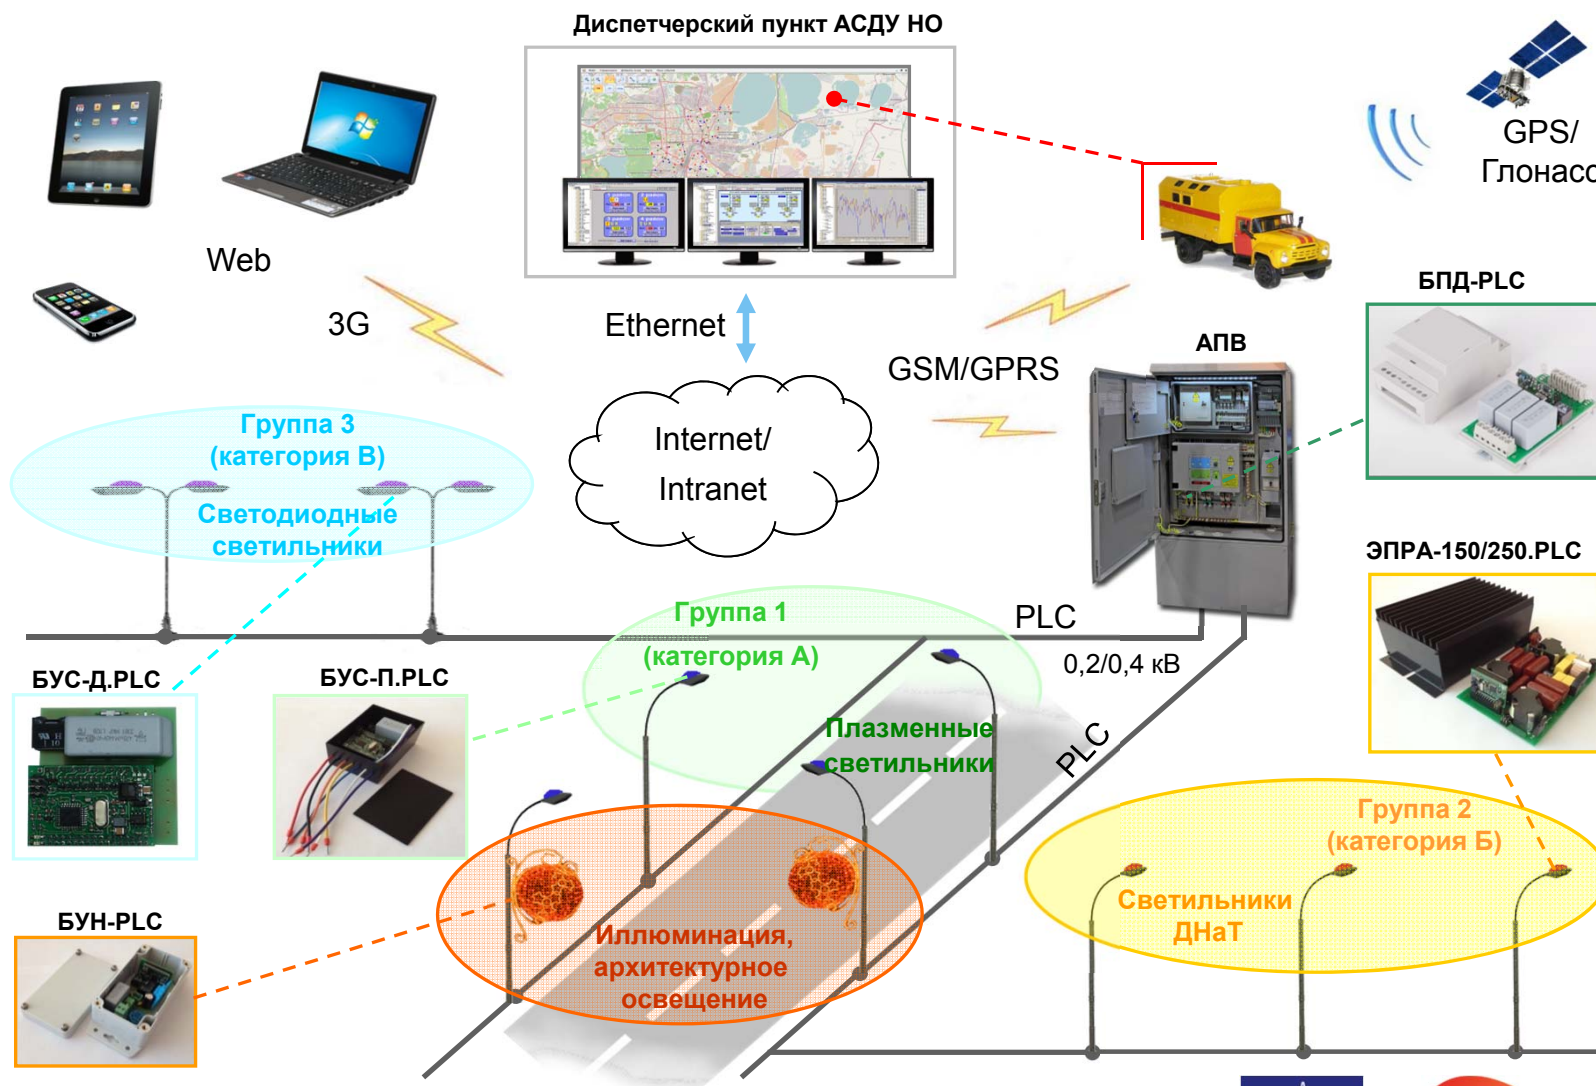 Диспетчерский пункт АСДУ НО
GPS/
Глонасс
Web
3G
Ethernet
GSM/GPRS
АПВ
БПД-PLC
Internet/
Intranet
Группа 3
(категория В)
Светодиодные
светильники
ЭПРА-150/250.PLC
Группа 1
(категория А)
PLC
0,2/0,4 кВ
БУС-Д.PLC
БУС-П.PLC
Плазменные
светильники
PLC
Группа 2
(категория Б)
Светильники
ДНаТ
БУН-PLC
Иллюминация,
архитектурное
освещение